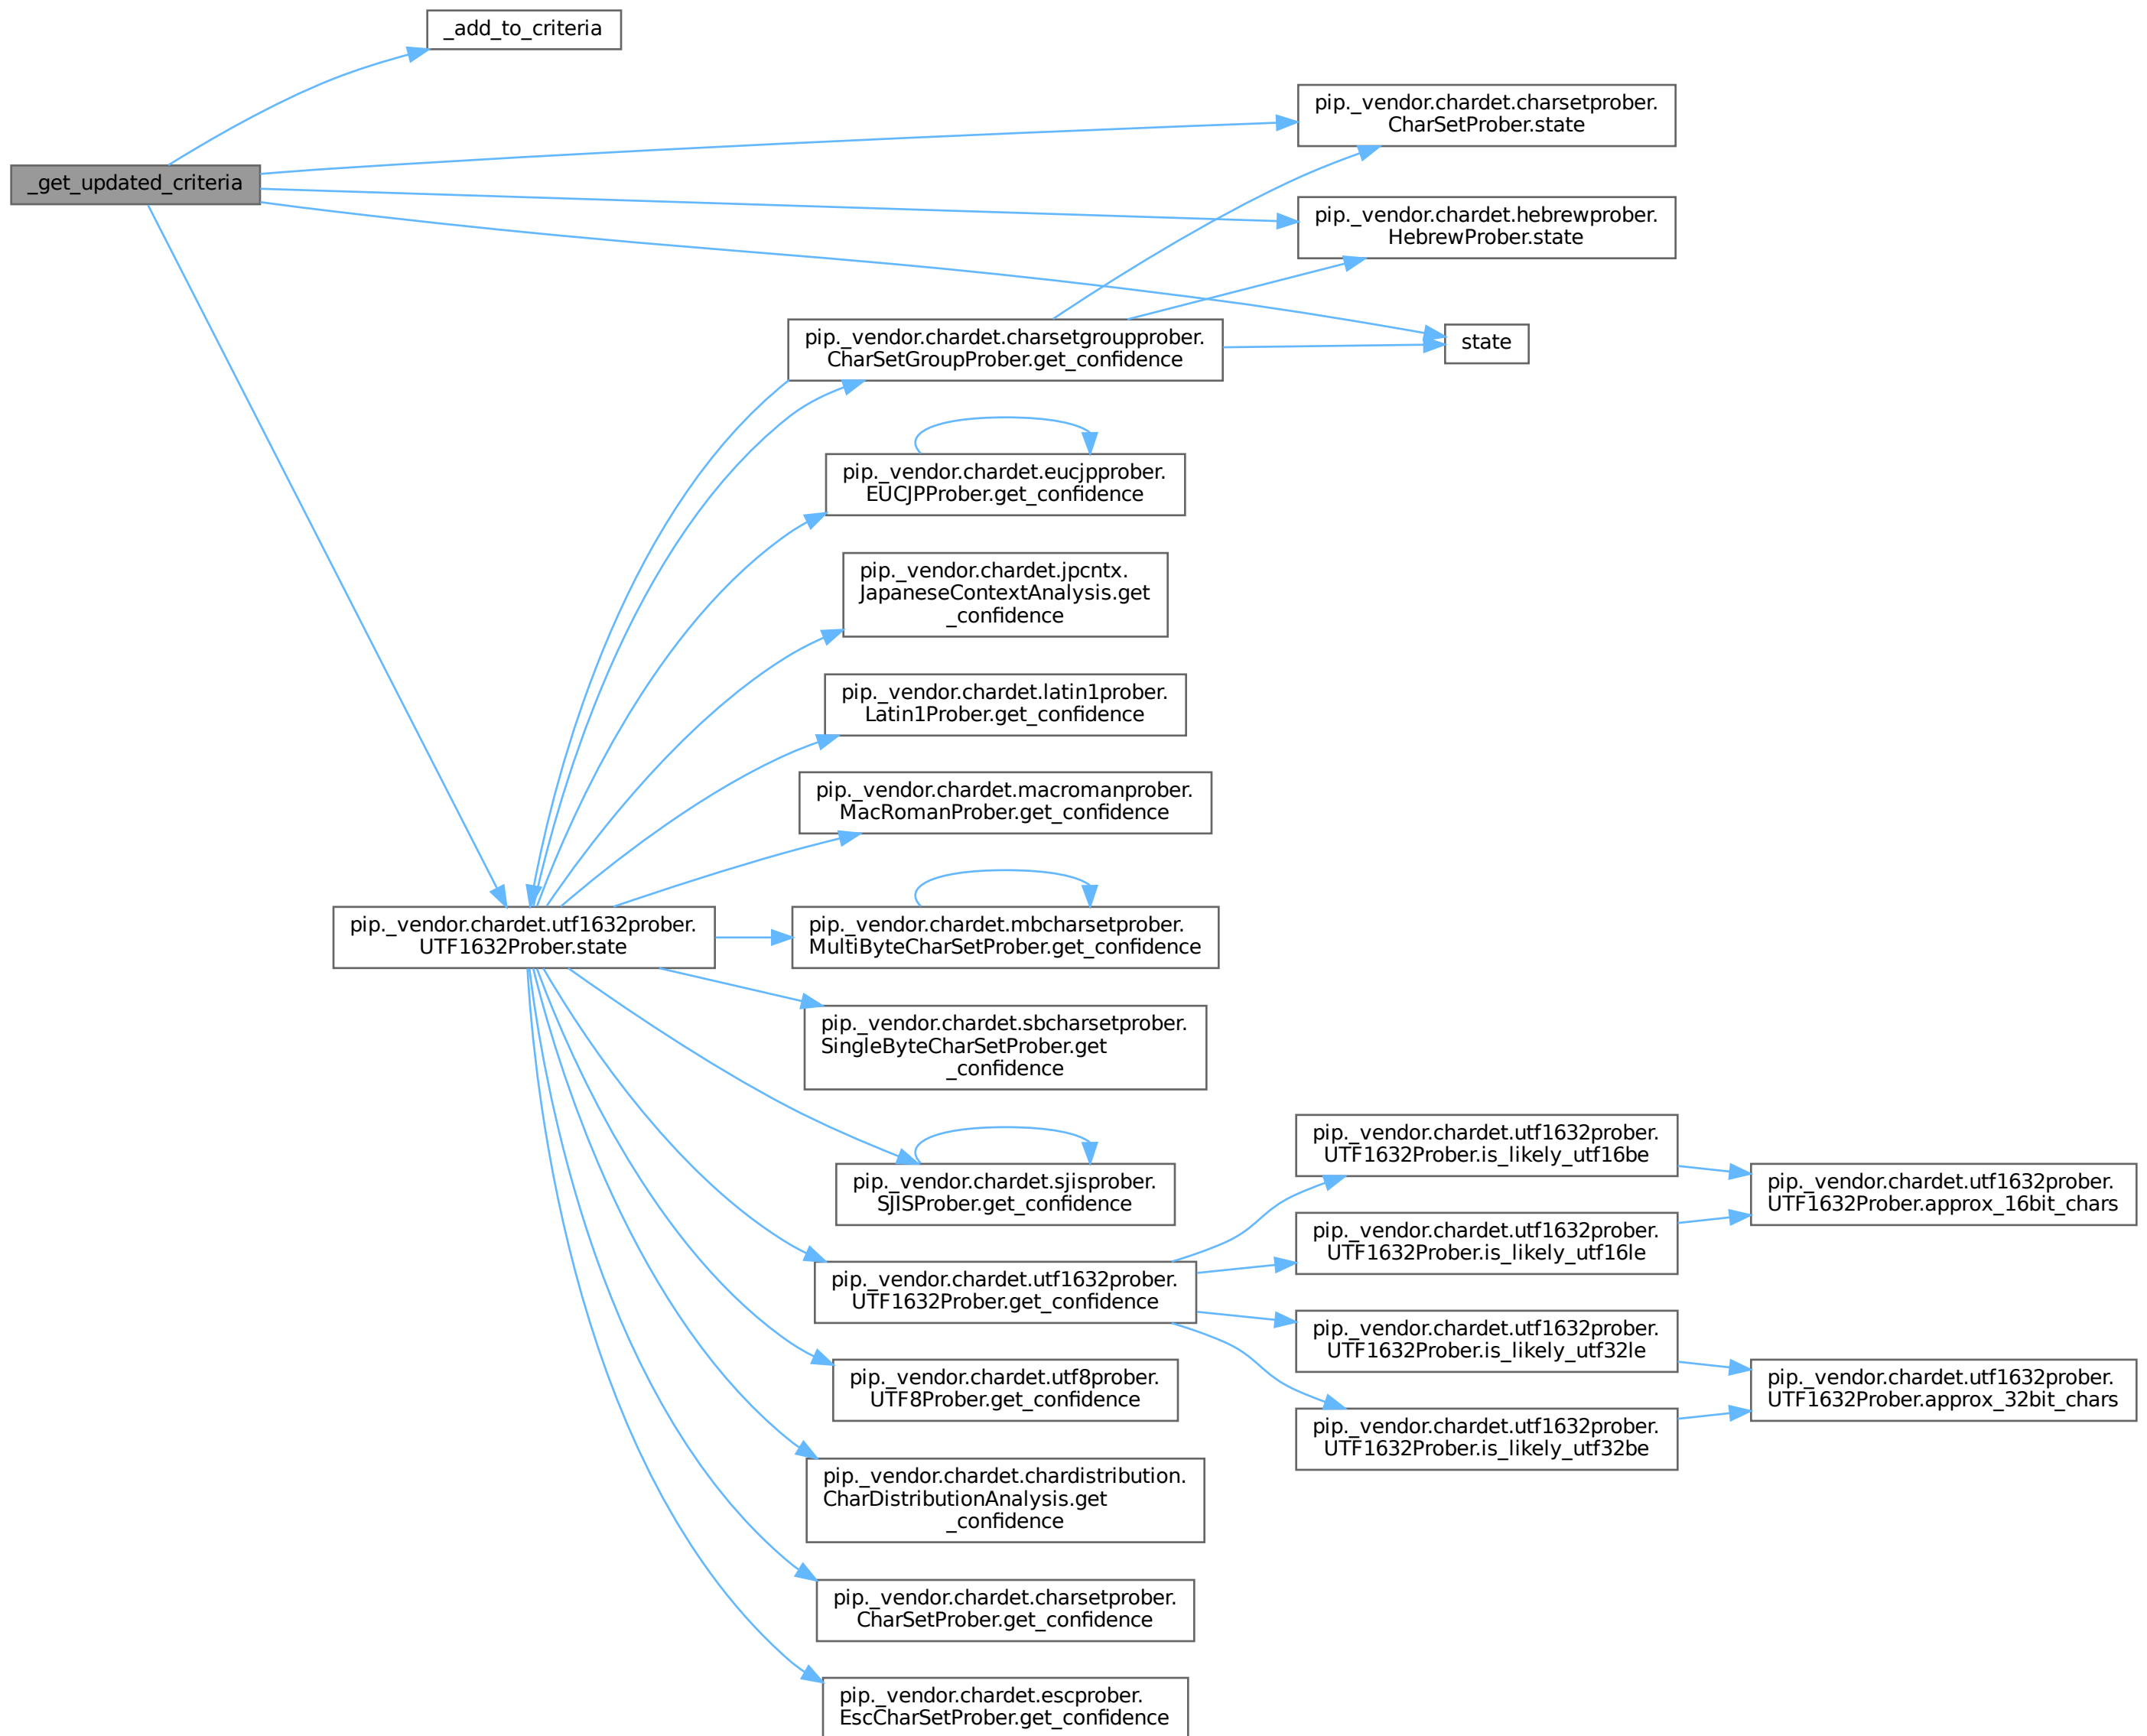 _add_to_criteria
pip._vendor.chardet.charsetprober.
CharSetProber.state
_get_updated_criteria
pip._vendor.chardet.hebrewprober.
HebrewProber.state
pip._vendor.chardet.charsetgroupprober.
CharSetGroupProber.get_confidence
state
pip._vendor.chardet.eucjpprober.
EUCJPProber.get_confidence
pip._vendor.chardet.jpcntx.
JapaneseContextAnalysis.get
_confidence
pip._vendor.chardet.latin1prober.
Latin1Prober.get_confidence
pip._vendor.chardet.macromanprober.
MacRomanProber.get_confidence
pip._vendor.chardet.utf1632prober.
UTF1632Prober.state
pip._vendor.chardet.mbcharsetprober.
MultiByteCharSetProber.get_confidence
pip._vendor.chardet.sbcharsetprober.
SingleByteCharSetProber.get
_confidence
pip._vendor.chardet.sjisprober.
SJISProber.get_confidence
pip._vendor.chardet.utf1632prober.
UTF1632Prober.is_likely_utf16be
pip._vendor.chardet.utf1632prober.
UTF1632Prober.approx_16bit_chars
pip._vendor.chardet.utf1632prober.
UTF1632Prober.is_likely_utf16le
pip._vendor.chardet.utf1632prober.
UTF1632Prober.get_confidence
pip._vendor.chardet.utf1632prober.
UTF1632Prober.is_likely_utf32le
pip._vendor.chardet.utf8prober.
UTF8Prober.get_confidence
pip._vendor.chardet.utf1632prober.
UTF1632Prober.approx_32bit_chars
pip._vendor.chardet.utf1632prober.
UTF1632Prober.is_likely_utf32be
pip._vendor.chardet.chardistribution.
CharDistributionAnalysis.get
_confidence
pip._vendor.chardet.charsetprober.
CharSetProber.get_confidence
pip._vendor.chardet.escprober.
EscCharSetProber.get_confidence